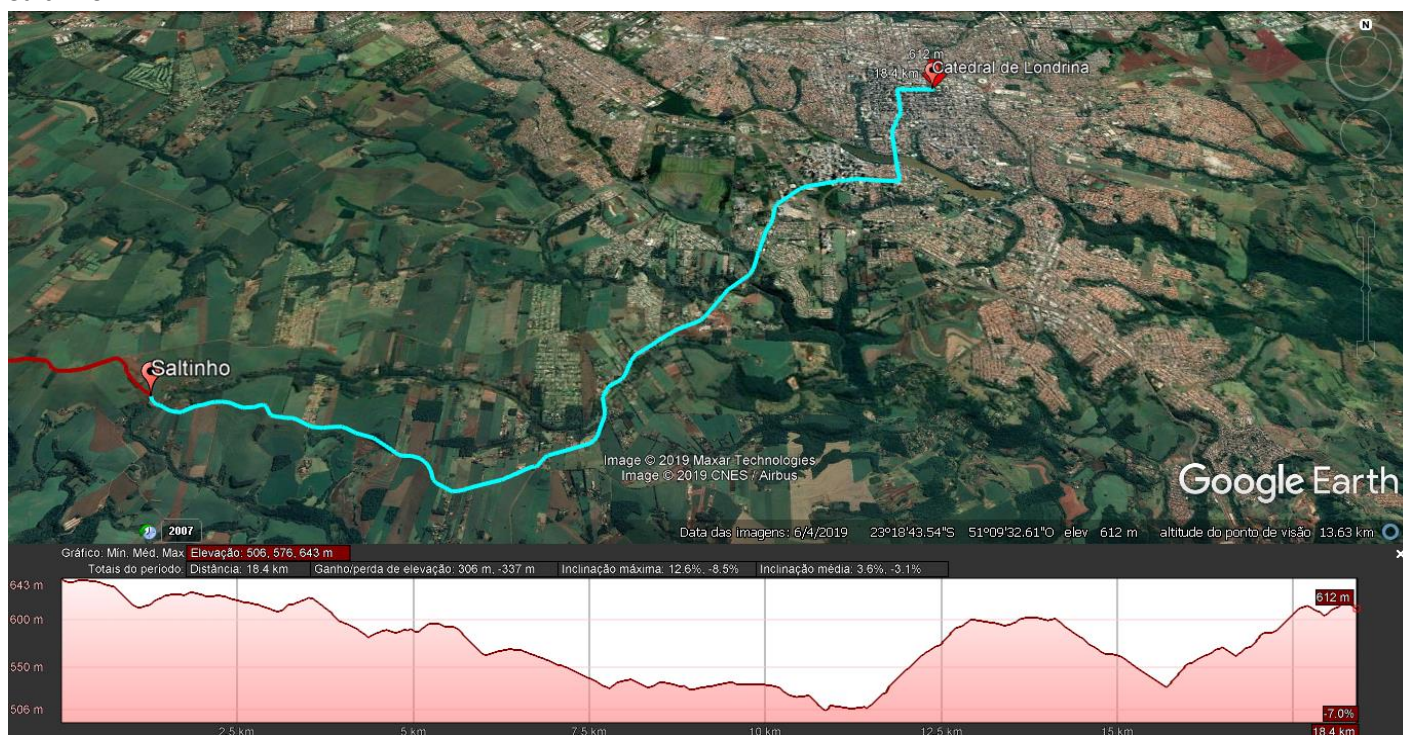 N
612 m
18.4 km
Catedral de Londrina
Saltinho
Image © 2019 Maxar Technologies
Image © 2019 CNES / Airbus
Google Earth
2007
Data das imagens: 6/4/2019 23°18'43.54"S 51°09'32.61"O elev 612 m altitude do ponto de visão 13.63 km
Gráfico: Mín. Méd, Max Elevação: 506, 576, 643 m
Totais do período: Distância: 18.4 km Ganho/perda de elevação: 306 m, -337 m Inclinação máxima: 12.6%, -8.5% Inclinação média: 3.6%, -3.1%
643 m
612 m
600 m
550 m
506 m
-7.0%
2.5 km 5 km 7.5 km 10 km 12.5 km 15 km 18.4 km